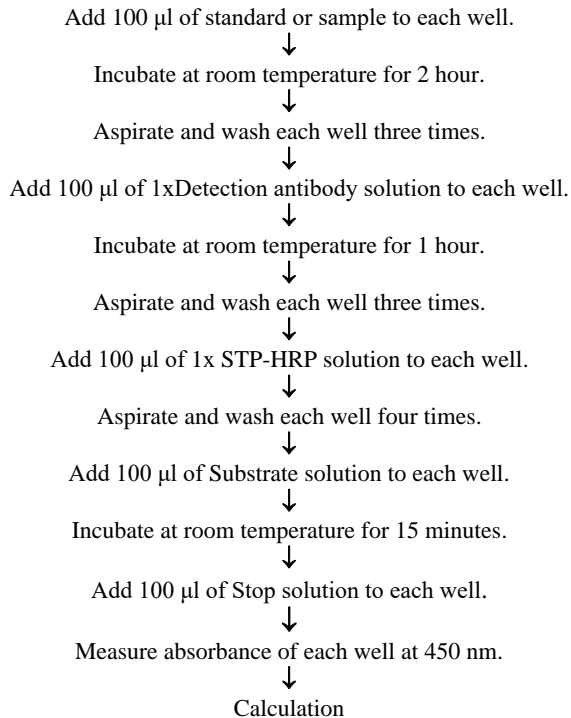 Add 100 μl of standard or sample to each well.
↓
Incubate at room temperature for 2 hour.
↓
Aspirate and wash each well three times.
↓
Add 100 μl of 1xDetection antibody solution to each well.
↓
Incubate at room temperature for 1 hour.
↓
Aspirate and wash each well three times.
↓
Add 100 μl of 1x STP-HRP solution to each well.
↓
Aspirate and wash each well four times.
↓
Add 100 μl of Substrate solution to each well.
↓
Incubate at room temperature for 15 minutes.
↓
Add 100 μl of Stop solution to each well.
↓
Measure absorbance of each well at 450 nm.
↓
Calculation